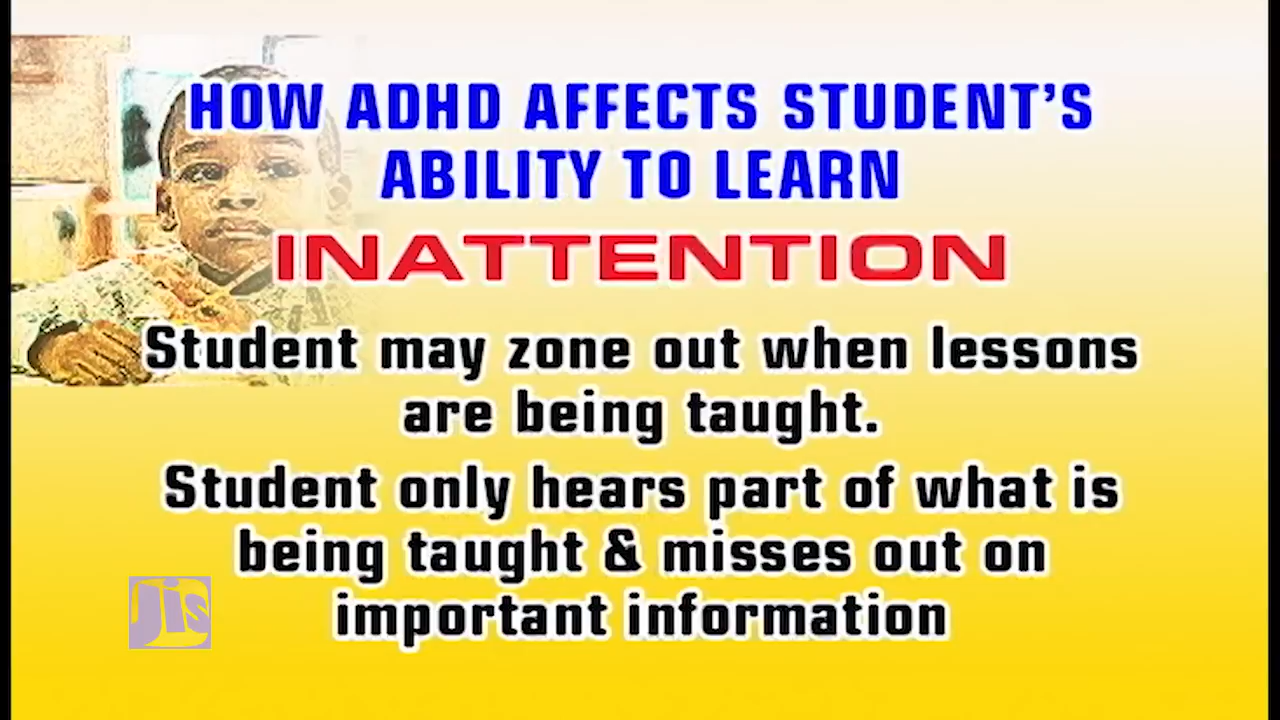 HOW ADHD AFFECTS STUDENT'S
ABILITY TO LEARN
INATTENTION
Student may zone out when lessons
are being taught.
Student only hears part of what is
being taught & misses out on
important information
jis